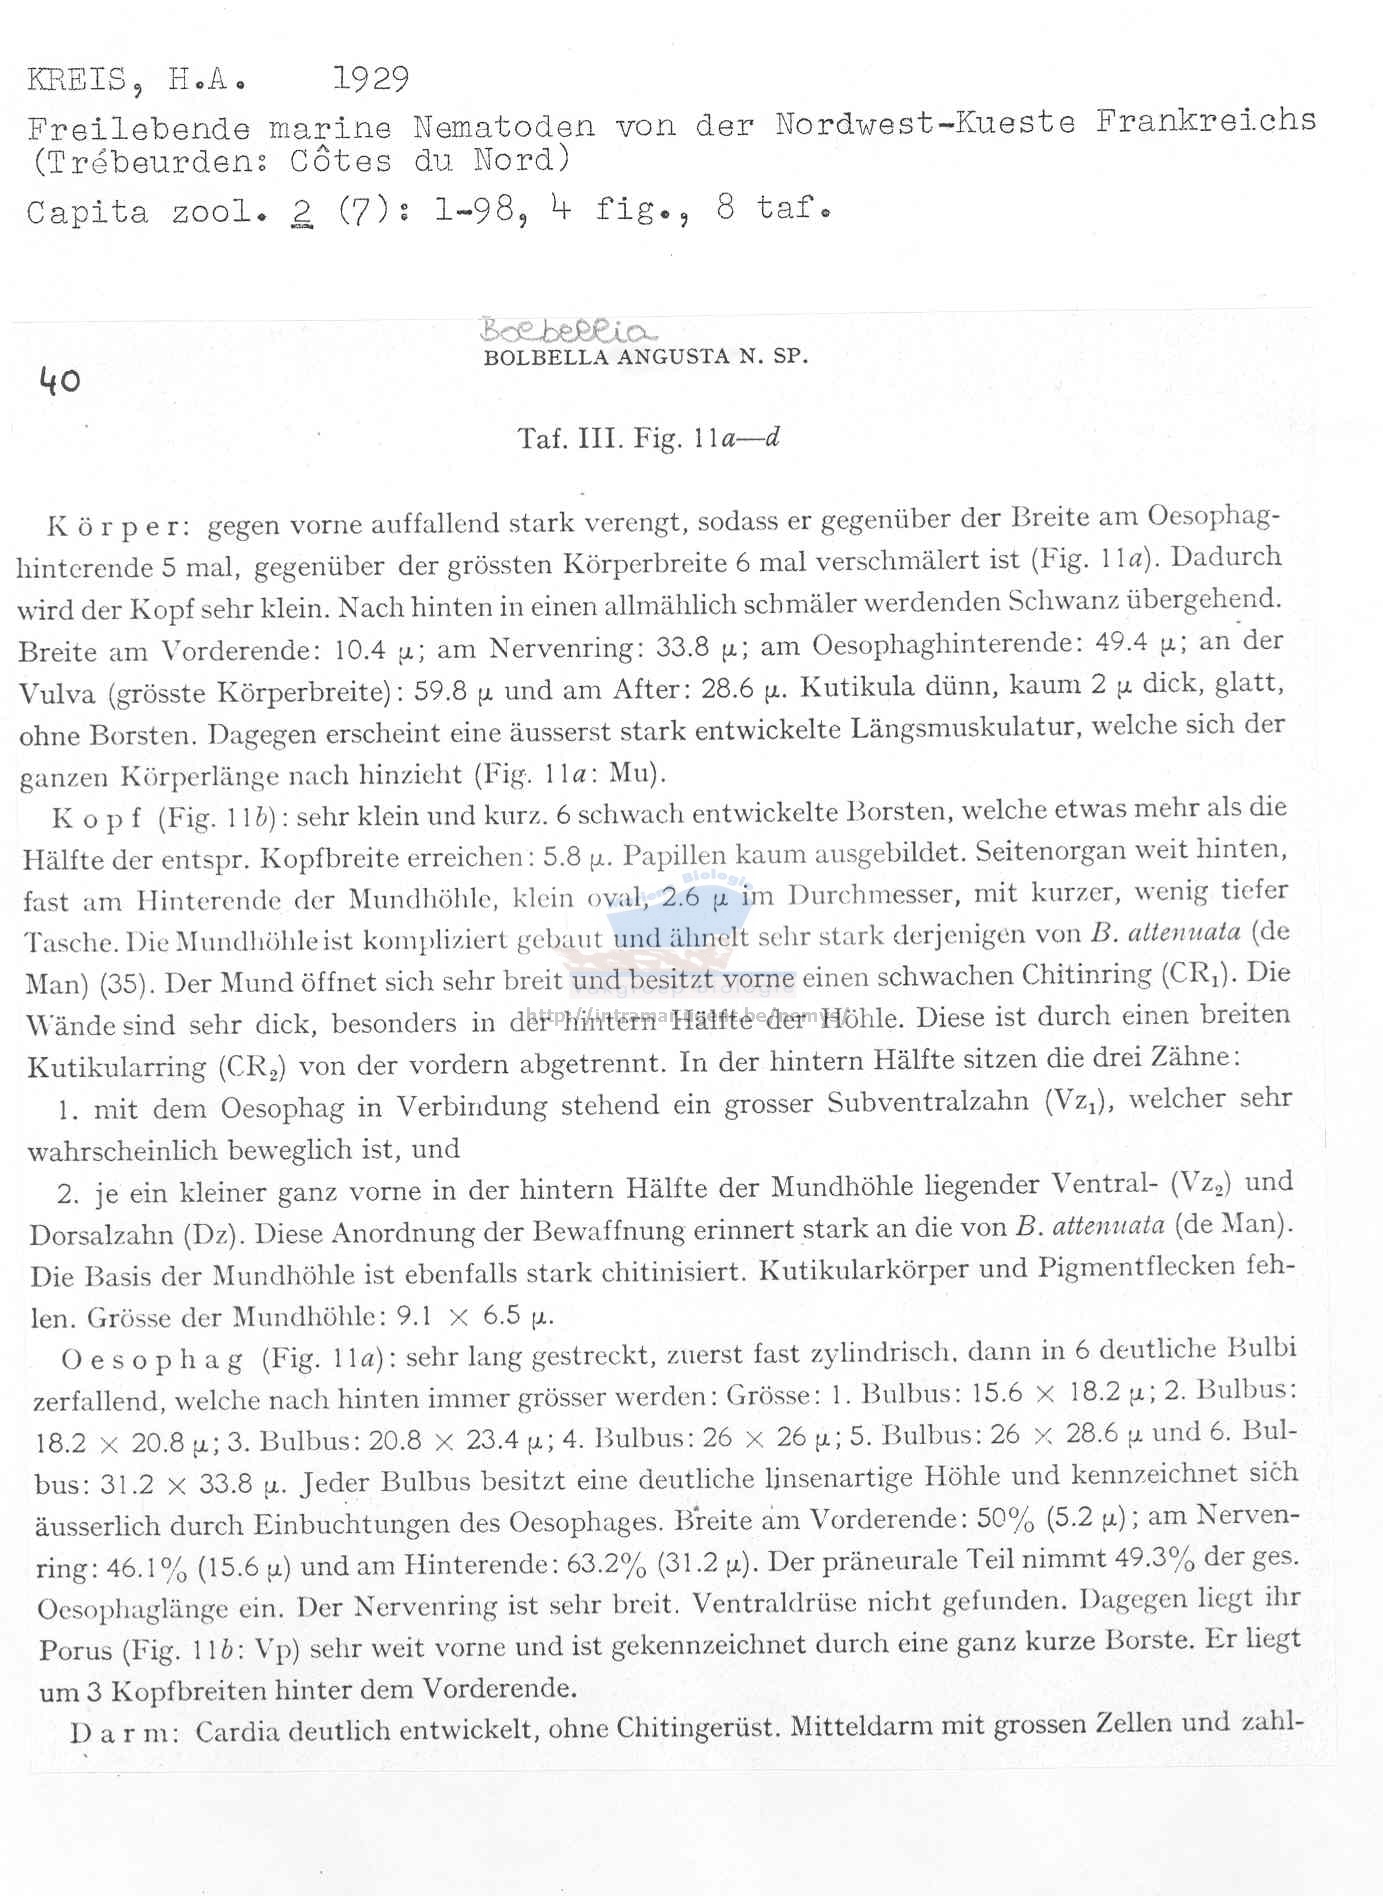 KREIS, H.A. 1929
Freilebende marine Nematoden von der Nordwest-Kueste Frankreichs
(Trébeurden: Côtes du Nord)
Capita zool. 2 (7): 1-98, 4 fig., 8 taf.
Bolbellia
BOLBELLA ANGUSTA N. SP.
40
Taf. III. Fig. 11a—d
Körper: gegen vorne auffallend stark verengt, sodass er gegenüber der Breite am Oesophag-
hinterende 5 mal, gegenüber der grössten Körperbreite 6 mal verschmälert ist (Fig. 11a). Dadurch
wird der Kopf sehr klein. Nach hinten in einen allmählich schmäler werdenden Schwanz übergehend.
Breite am Vorderende: 10.4 µ; am Nervenring: 33.8 µ; am Oesophaghinterende: 49.4 µ; an der
Vulva (grösste Körperbreite): 59.8 µ und am After: 28.6 µ. Kutikula dünn, kaum 2 µ dick, glatt,
ohne Borsten. Dagegen erscheint eine äusserst stark entwickelte Längsmuskulatur, welche sich der
ganzen Körperlänge nach hinzieht (Fig. 11a: Mu).
Kopf (Fig. 11b): sehr klein und kurz. 6 schwach entwickelte Borsten, welche etwas mehr als die
Hälfte der entspr. Kopfbreite erreichen: 5.8 µ. Papillen kaum ausgebildet. Seitenorgan weit hinten,
fast am Hinterende der Mundhöhle, klein oval, 2.6 µ im Durchmesser, mit kurzer, wenig tiefer
Tasche. Die Mundhöhle ist kompliziert gebaut und ähnelt sehr stark derjenigen von B. attenuata (de
Man) (35). Der Mund öffnet sich sehr breit und besitzt vorne einen schwachen Chitinring (CR₁). Die
Wände sind sehr dick, besonders in der hintern Hälfte der Höhle. Diese ist durch einen breiten
Kutikularring (CR₂) von der vordern abgetrennt. In der hintern Hälfte sitzen die drei Zähne:
1. mit dem Oesophag in Verbindung stehend ein grosser Subventralzahn (Vz₁), welcher sehr
wahrscheinlich beweglich ist, und
2. je ein kleiner ganz vorne in der hintern Hälfte der Mundhöhle liegender Ventral- (Vz₂) und
Dorsalzahn (Dz). Diese Anordnung der Bewaffnung erinnert stark an die von B. attenuata (de Man).
Die Basis der Mundhöhle ist ebenfalls stark chitinisiert. Kutikularkörper und Pigmentflecken feh-
len. Grösse der Mundhöhle: 9.1 × 6.5 µ.
Oesophag (Fig. 11a): sehr lang gestreckt, zuerst fast zylindrisch, dann in 6 deutliche Bulbi
zerfallend, welche nach hinten immer grösser werden: Grösse: 1. Bulbus: 15.6 × 18.2 µ; 2. Bulbus:
18.2 × 20.8 µ; 3. Bulbus: 20.8 × 23.4 µ; 4. Bulbus: 26 × 26 µ; 5. Bulbus: 26 × 28.6 µ und 6. Bul-
bus: 31.2 × 33.8 µ. Jeder Bulbus besitzt eine deutliche linsenartige Höhle und kennzeichnet sich
äusserlich durch Einbuchtungen des Oesophages. Breite am Vorderende: 50% (5.2 µ); am Nerven-
ring: 46.1% (15.6 µ) und am Hinterende: 63.2% (31.2 µ). Der präneurale Teil nimmt 49.3% der ges.
Oesophaglänge ein. Der Nervenring ist sehr breit. Ventraldrüse nicht gefunden. Dagegen liegt ihr
Porus (Fig. 11b: Vp) sehr weit vorne und ist gekennzeichnet durch eine ganz kurze Borste. Er liegt
um 3 Kopfbreiten hinter dem Vorderende.
Darm: Cardia deutlich entwickelt, ohne Chitingerüst. Mitteldarm mit grossen Zellen und zahl-